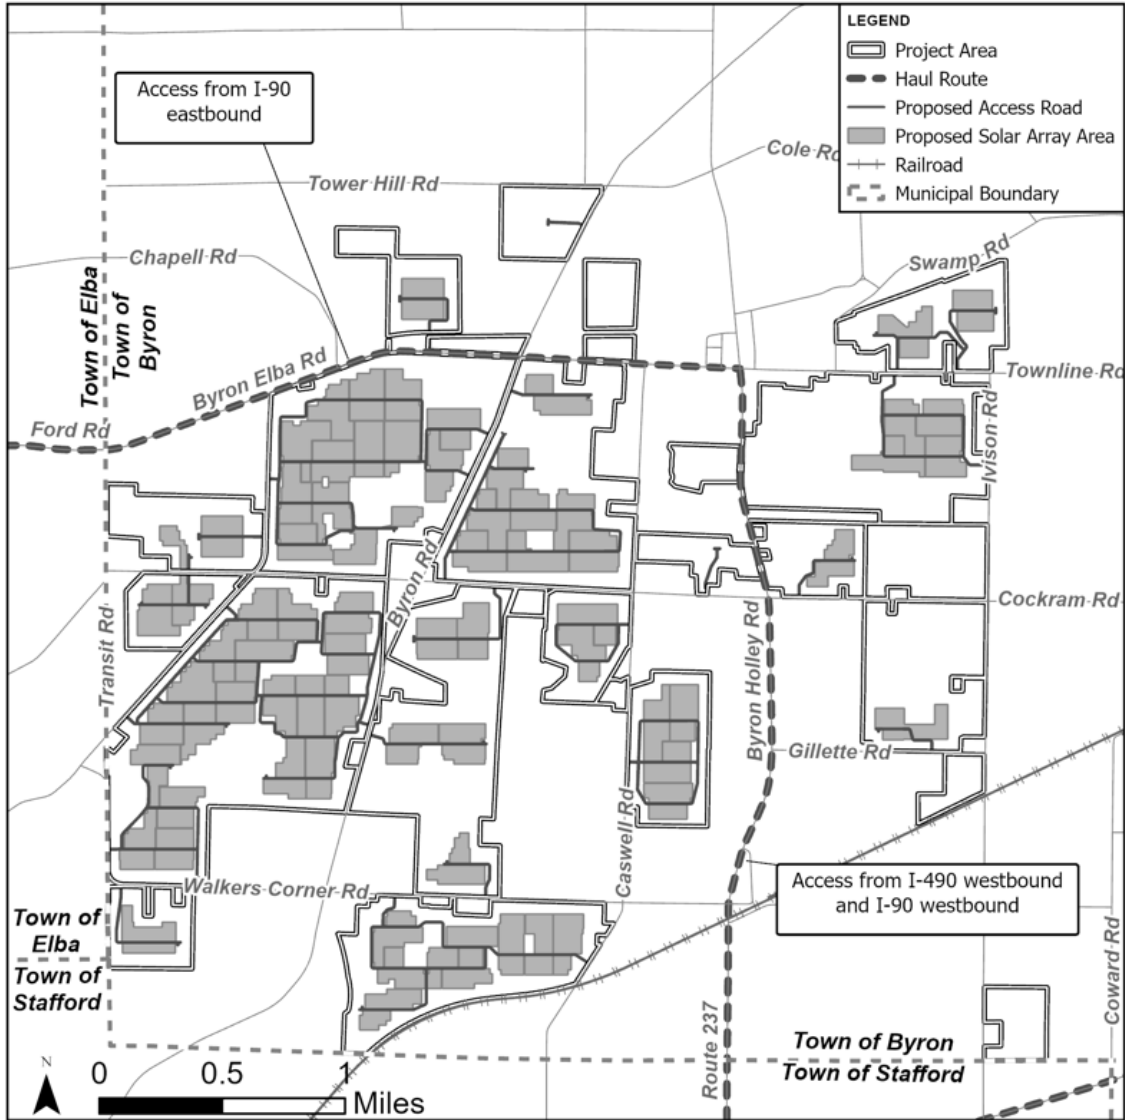 LEGEND
Project Area
Haul Route
Proposed Access Road
Proposed Solar Array Area
Railroad
Municipal Boundary
Access from I-90
eastbound
Cole Rd
Tower Hill Rd
Chapell Rd
Swamp Rd
Town of Elba
Town of
Byron
Byron Elba Rd
Townline Rd
Ford Rd
Ivison Rd
Byron Rd
Cockram Rd
Transit Rd
Byron Holley Rd
Gillette Rd
Caswell Rd
Walkers Corner Rd
Access from I-490 westbound
and I-90 westbound
Town of
Elba
Town of
Stafford
Coward Rd
Route 237
Town of Byron
Town of Stafford
N
0 0.5 1 Miles